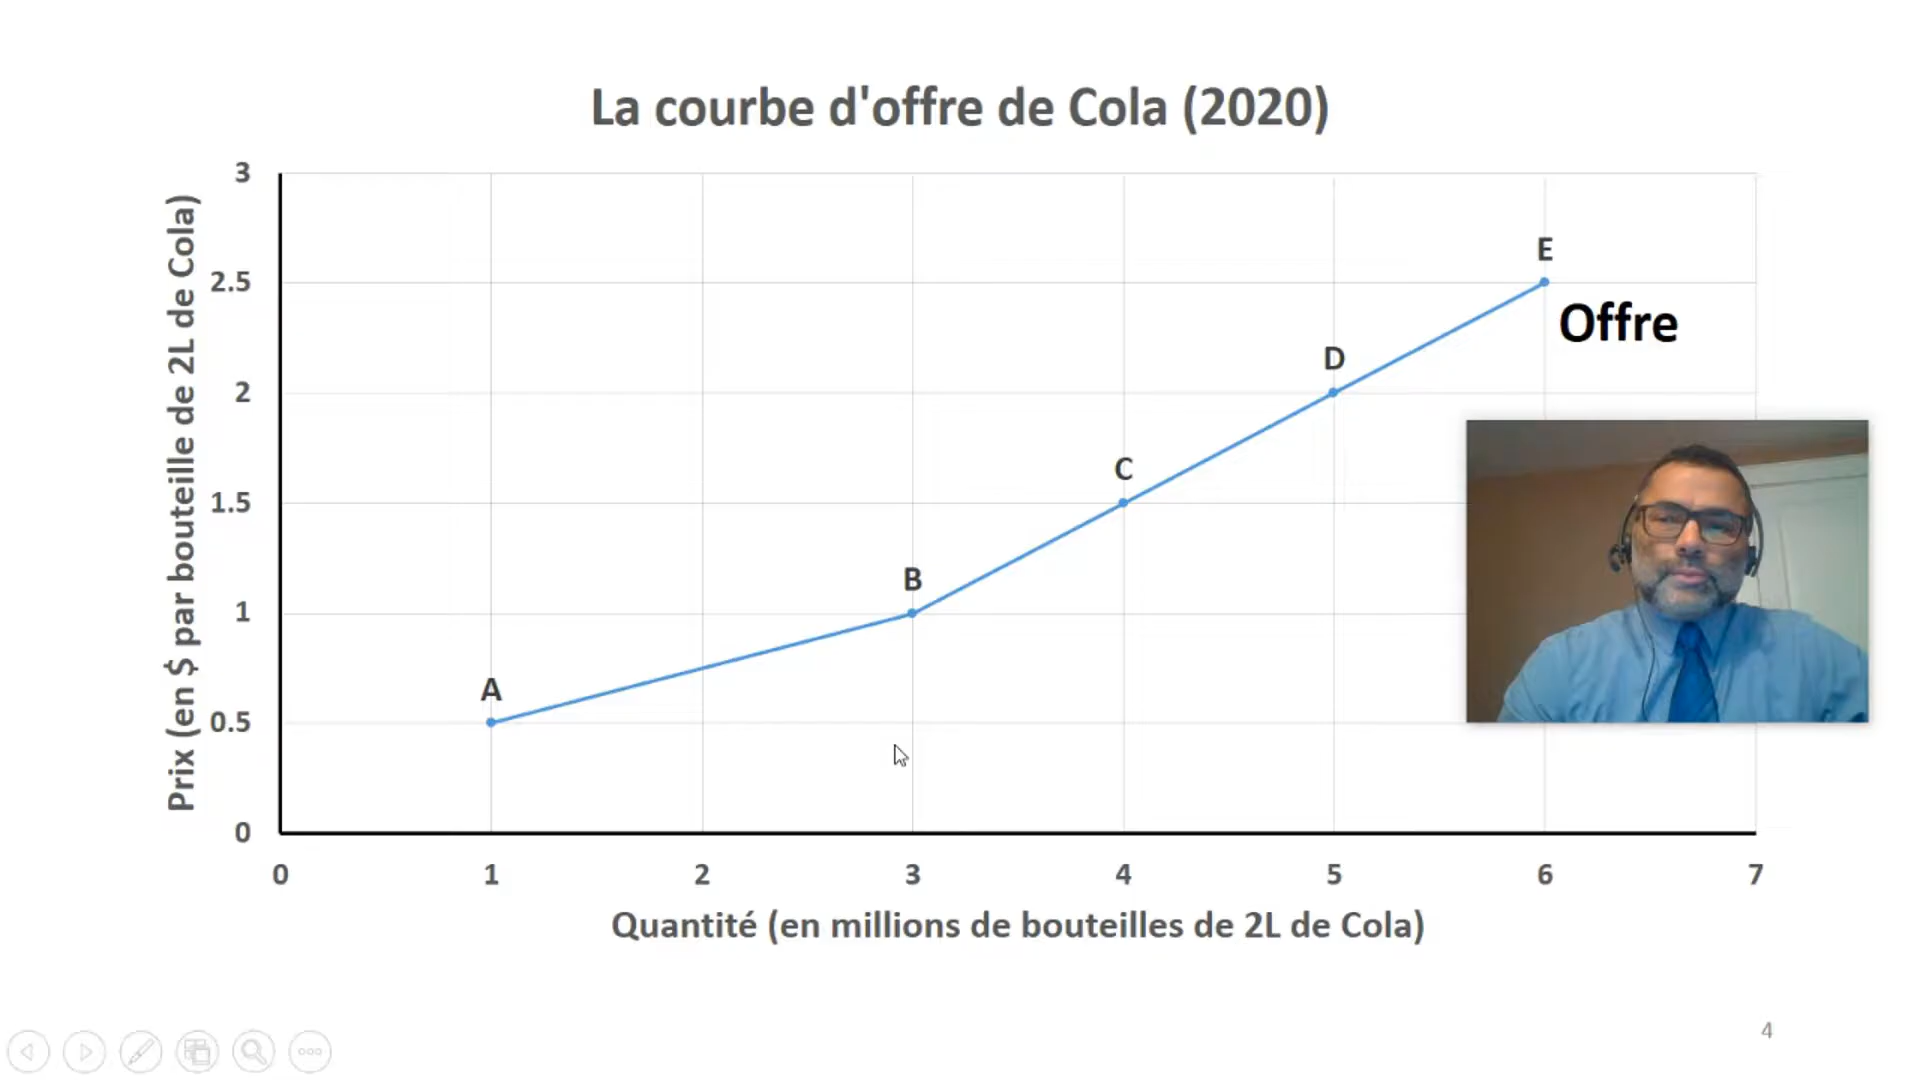 La courbe d'offre de Cola (2020)
Prix (en $ par bouteille de 2L de Cola)
3
2.5
2
1.5
1
0.5
0
E
Offre
D
C
B
A
0 1 2 3 4 5 6 7
Quantité (en millions de bouteilles de 2L de Cola)
4